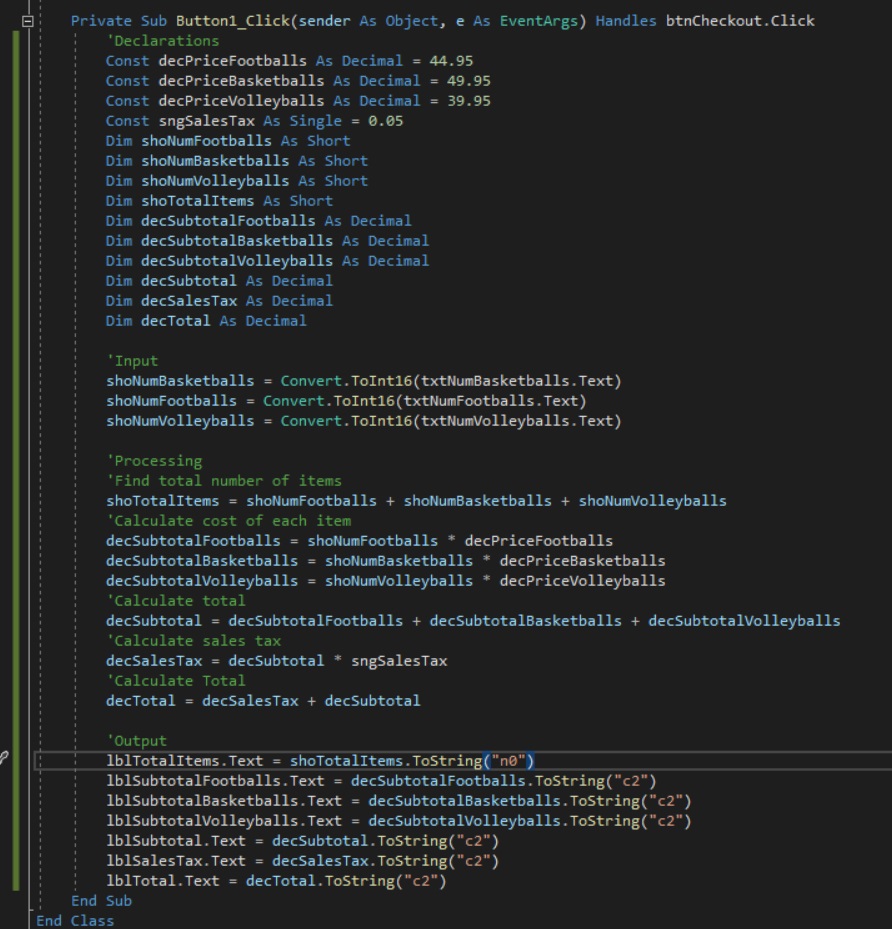 Private Sub Button1_Click(sender As Object, e As EventArgs) Handles btnCheckout.Click
'Declarations
Const decPriceFootballs As Decimal = 44.95
Const decPriceBasketballs As Decimal = 49.95
Const decPriceVolleyballs As Decimal = 39.95
Const sngSalesTax As Single = 0.05
Dim shoNumFootballs As Short
Dim shoNumBasketballs As Short
Dim shoNumVolleyballs As Short
Dim shoTotalItems As Short
Dim decSubtotalFootballs As Decimal
Dim decSubtotalBasketballs As Decimal
Dim decSubtotalVolleyballs As Decimal
Dim decSubtotal As Decimal
Dim decSalesTax As Decimal
Dim decTotal As Decimal
'Input
shoNumBasketballs = Convert.ToInt16(txtNumBasketballs.Text)
shoNumFootballs = Convert.ToInt16(txtNumFootballs.Text)
shoNumVolleyballs = Convert.ToInt16(txtNumVolleyballs.Text)
'Processing
'Find total number of items
shoTotalItems = shoNumFootballs + shoNumBasketballs + shoNumVolleyballs
'Calculate cost of each item
decSubtotalFootballs = shoNumFootballs * decPriceFootballs
decSubtotalBasketballs = shoNumBasketballs * decPriceBasketballs
decSubtotalVolleyballs = shoNumVolleyballs * decPriceVolleyballs
'Calculate total
decSubtotal = decSubtotalFootballs + decSubtotalBasketballs + decSubtotalVolleyballs
'Calculate sales tax
decSalesTax = decSubtotal * sngSalesTax
'Calculate Total
decTotal = decSalesTax + decSubtotal
'Output
lblTotalItems.Text = shoTotalItems.ToString("n0")
lblSubtotalFootballs.Text = decSubtotalFootballs.ToString("c2")
lblSubtotalBasketballs.Text = decSubtotalBasketballs.ToString("c2")
lblSubtotalVolleyballs.Text = decSubtotalVolleyballs.ToString("c2")
lblSubtotal.Text = decSubtotal.ToString("c2")
lblSalesTax.Text = decSalesTax.ToString("c2")
lblTotal.Text = decTotal.ToString("c2")
End Sub
End Class